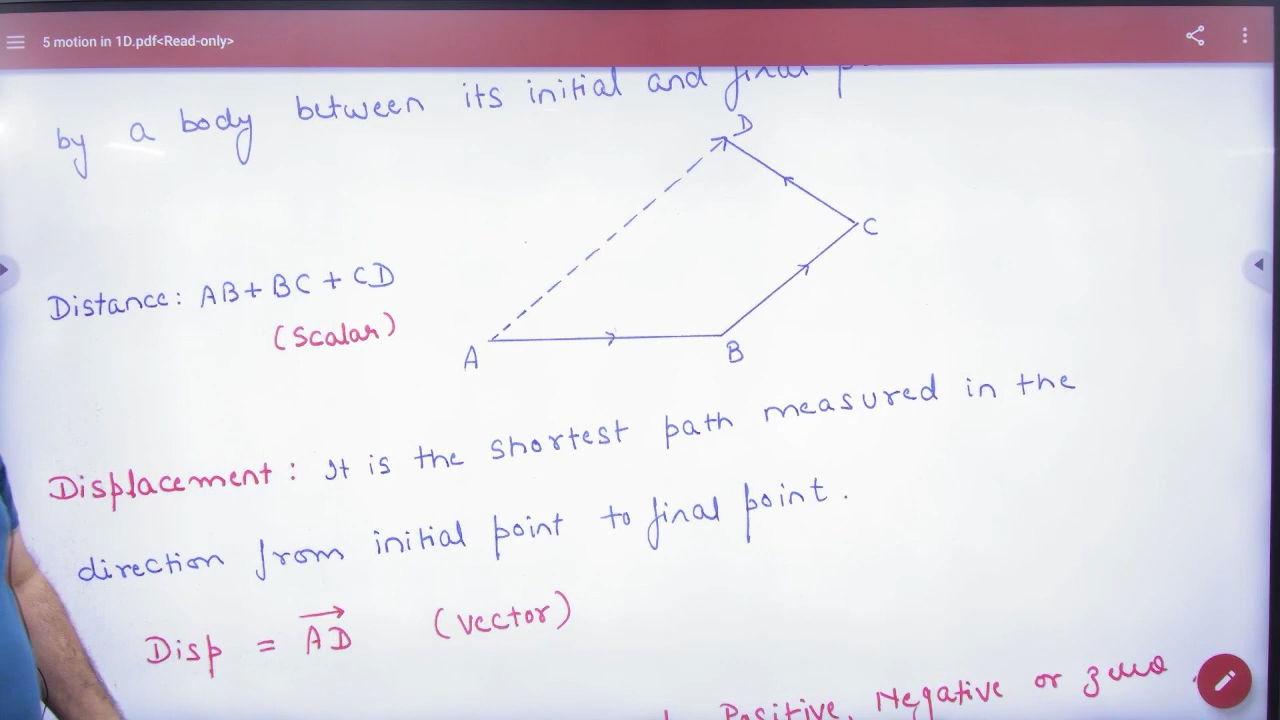 5 motion in 1D.pdf<Read-only>
by a body between its initial and final
D
C
Distance: AB + BC + CD
(Scalar)
A
B
Displacement: It is the shortest path measured in the
direction from initial point to final point.
Disp = AD (Vector)
Positive, Negative or zero